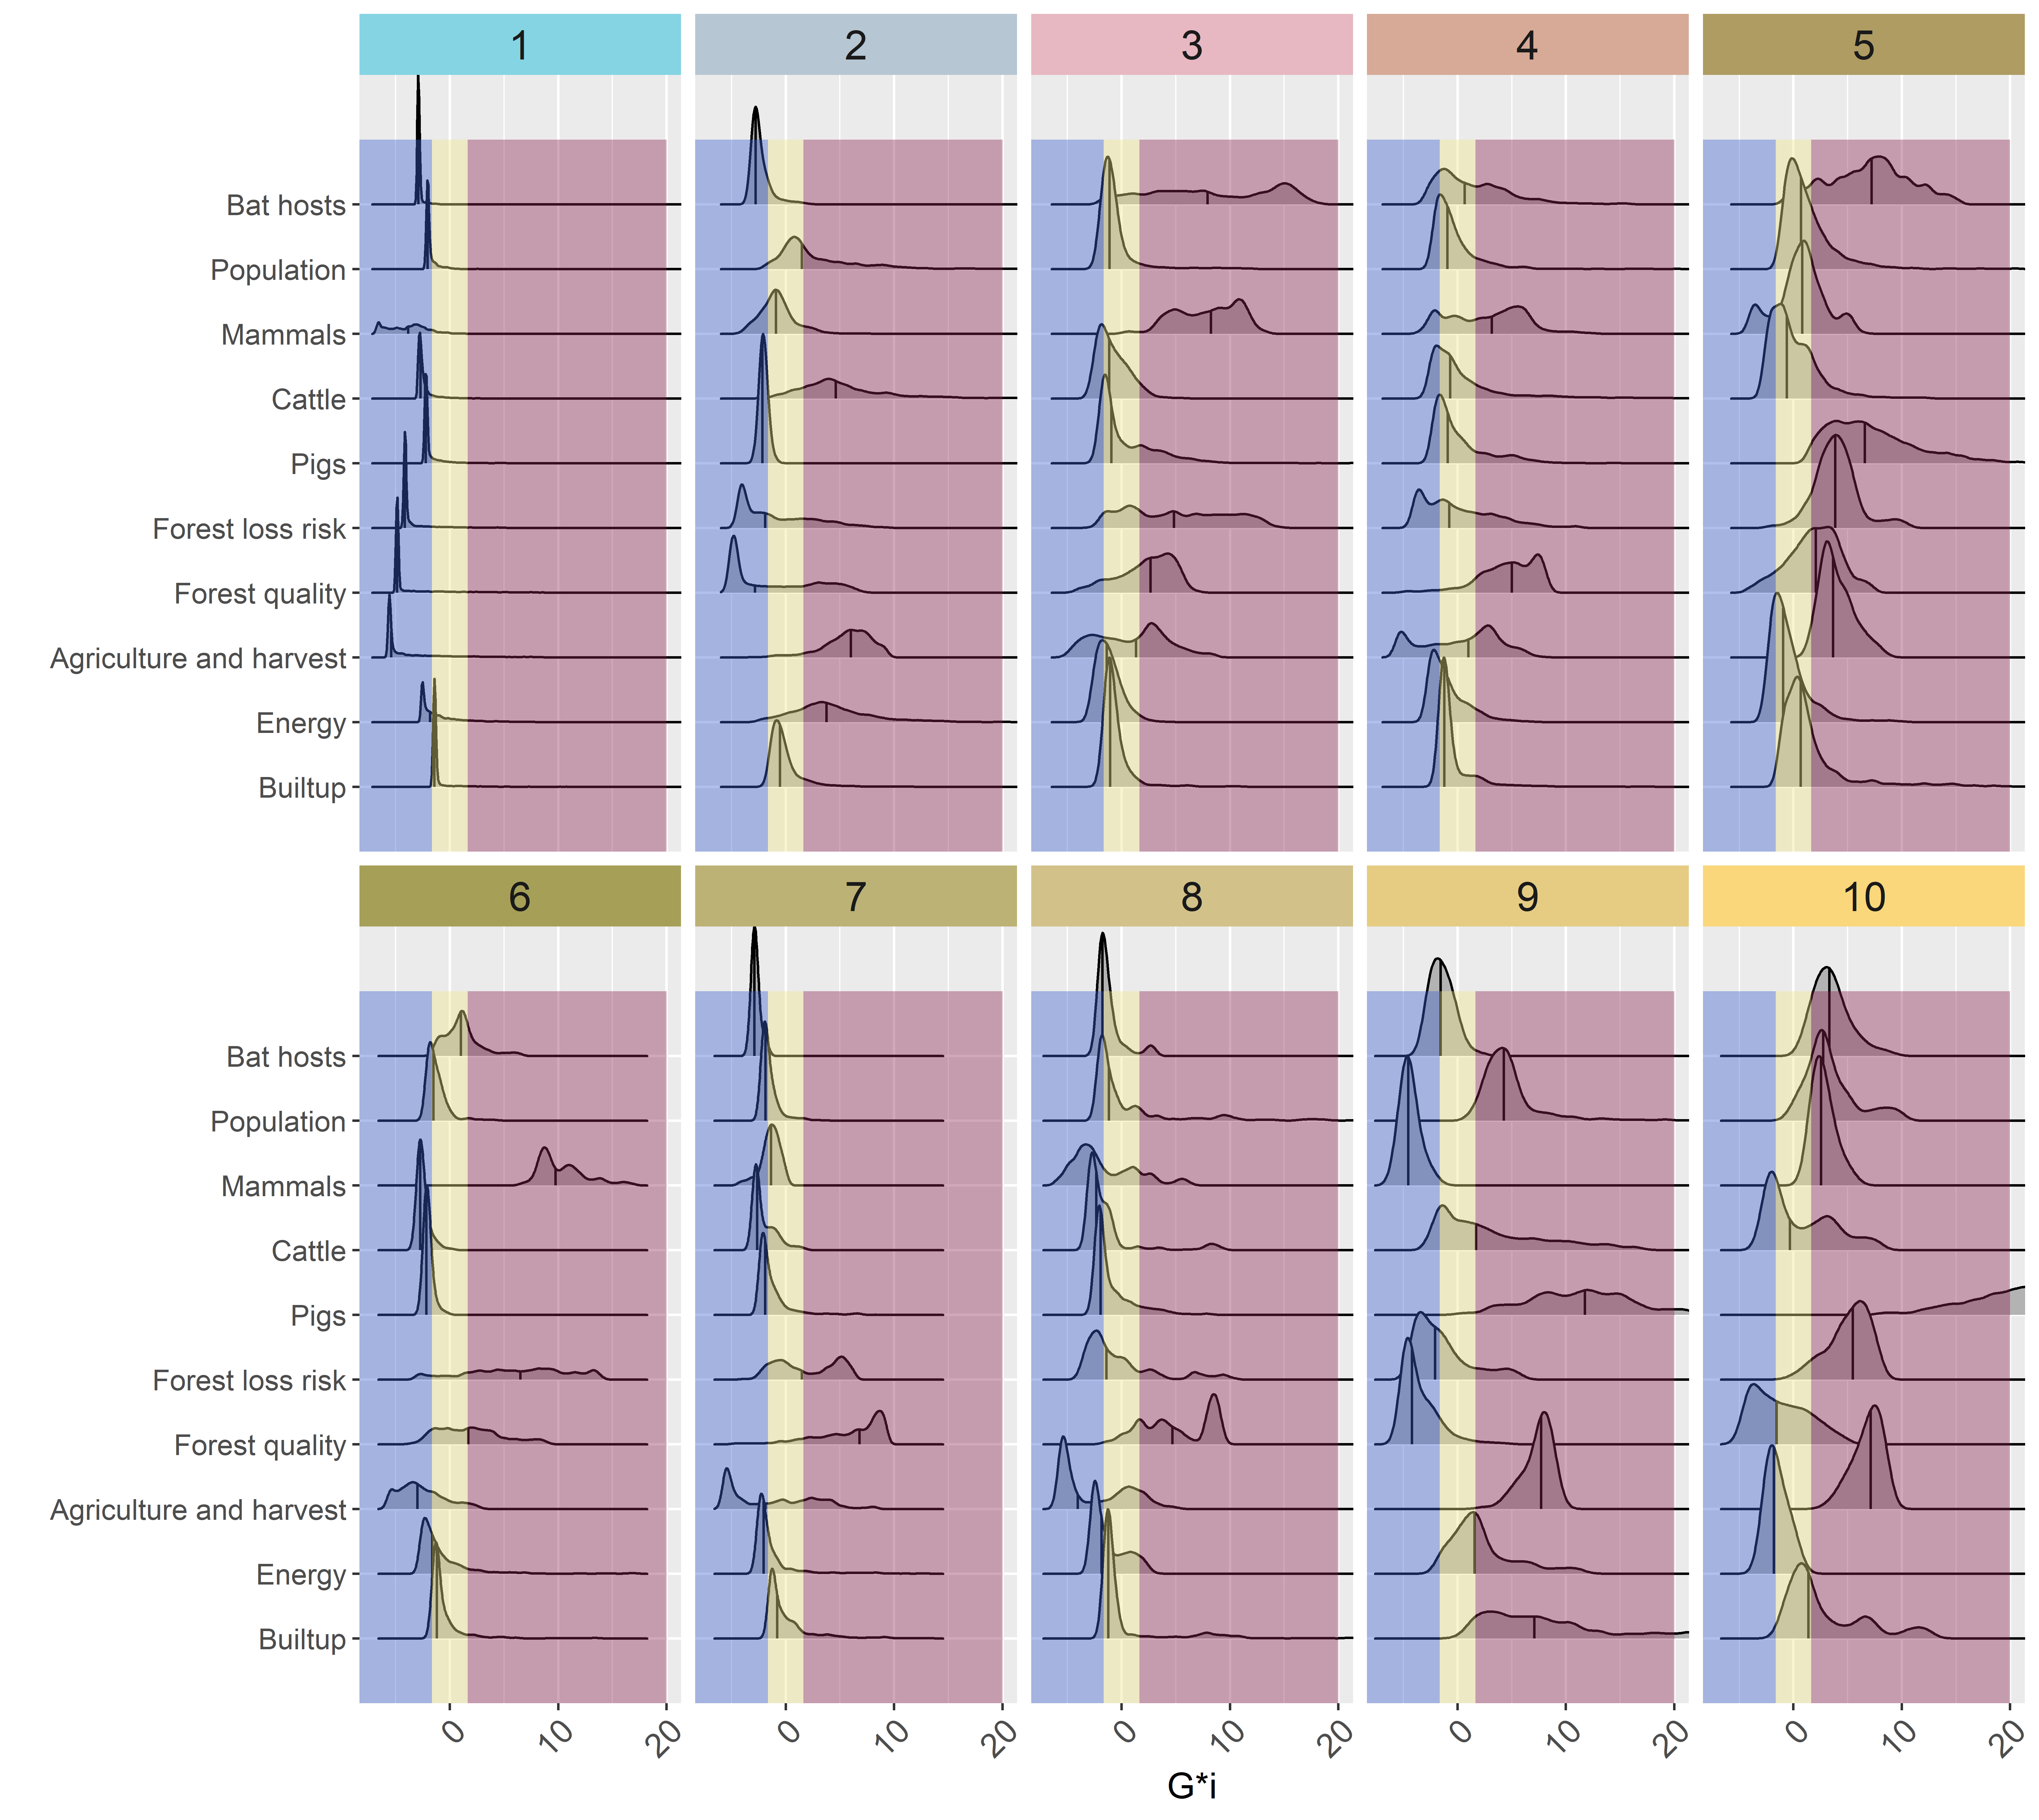 1 2 3 4 5
Bat hosts
Population
Mammals
Cattle
Pigs
Forest loss risk
Forest quality
Agriculture and harvest
Energy
Builtup
6 7 8 9 10
Bat hosts
Population
Mammals
Cattle
Pigs
Forest loss risk
Forest quality
Agriculture and harvest
Energy
Builtup
0 10 20 0 10 20 0 10 20 0 10 20 0 10 20
G*i